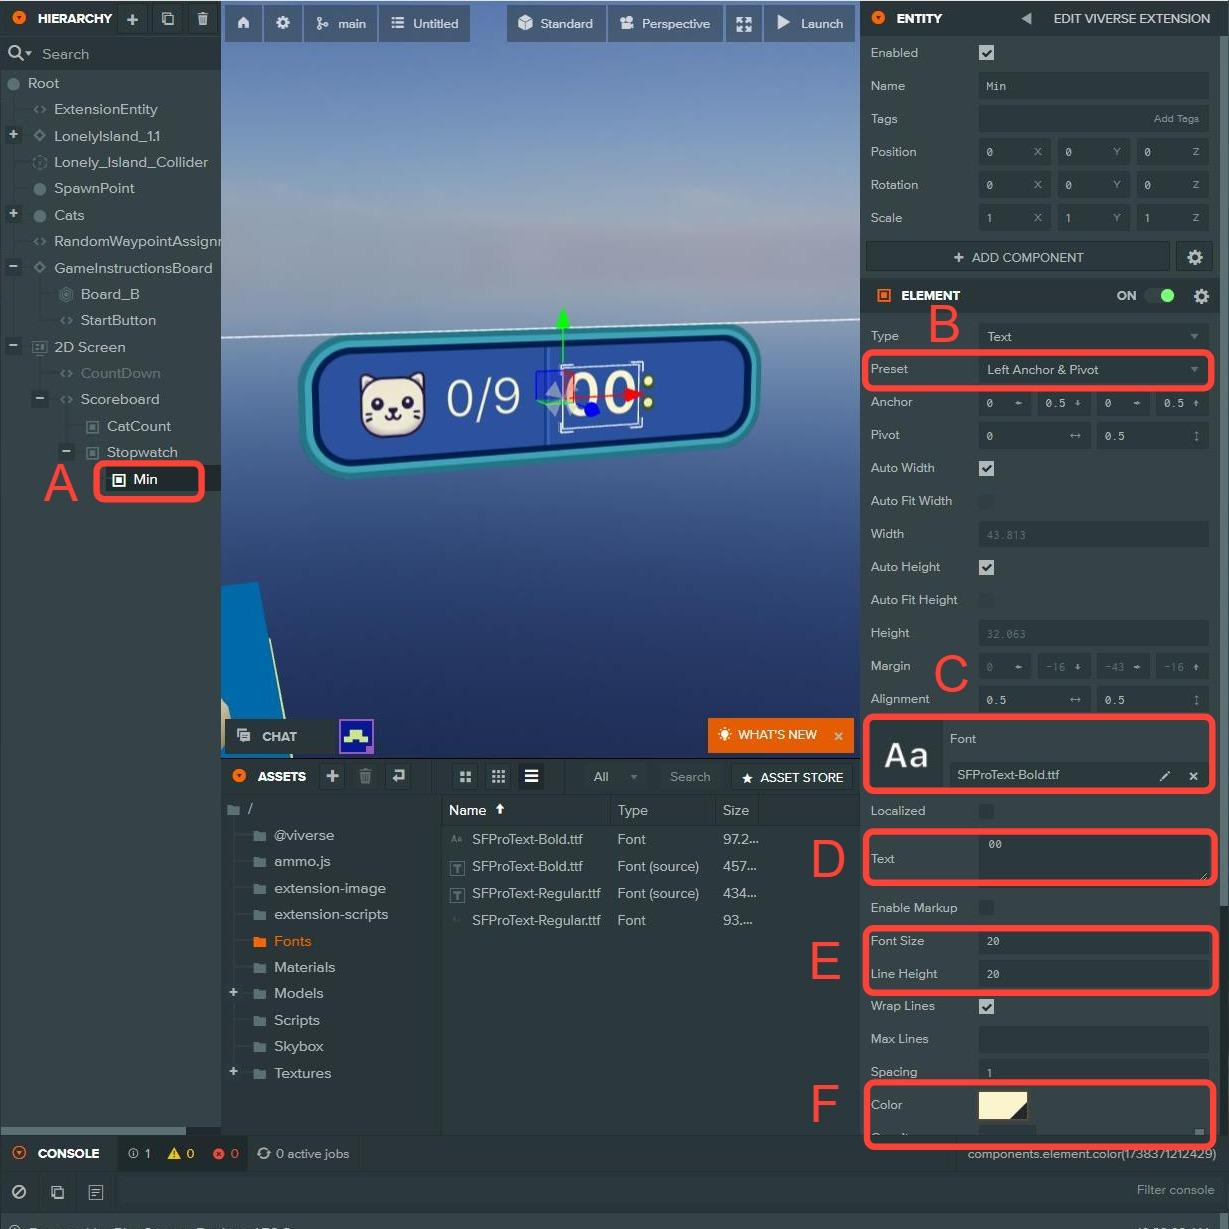 HIERARCHY
Search
Root
ExtensionEntity
LonelyIsland_1.1
Lonely_Island_Collider
SpawnPoint
Cats
RandomWaypointAssignr
GameInstructionsBoard
Board_B
StartButton
2D Screen
CountDown
Scoreboard
CatCount
Stopwatch
A
Min
main
Untitled
Standard
Perspective
Launch
0/9
00:
CHAT
WHAT'S NEW
ENTITY
EDIT VIVERSE EXTENSION
Enabled
Name Min
Tags Add Tags
Position 0 X 0 Y 0 Z
Rotation 0 X 0 Y 0 Z
Scale 1 X 1 Y 1 Z
ADD COMPONENT
ELEMENT ON
B
Type Text
Preset Left Anchor & Pivot
Anchor 0 0.5 0 0.5
Pivot 0 0.5
Auto Width
Auto Fit Width
Width 43.813
Auto Height
Auto Fit Height
Height 32.063
Margin 0 -16 -43 -16
C
Alignment 0.5 0.5
Aa
Font
SFProText-Bold.ttf
Localized
D
Text 00
Enable Markup
E
Font Size 20
Line Height 20
Wrap Lines
Max Lines
Spacing 1
F
Color
ASSETS
All
Search
ASSET STORE
/
@viverse
ammo.js
extension-image
extension-scripts
Fonts
Materials
Models
Scripts
Skybox
Textures
Name Type Size
Aa SFProText-Bold.ttf Font 97.2...
T SFProText-Bold.ttf Font (source) 457...
T SFProText-Regular.ttf Font (source) 434...
SFProText-Regular.ttf Font 93....
CONSOLE 1 0 0 0 active jobs
components.element.color(1738371212429)
Filter console